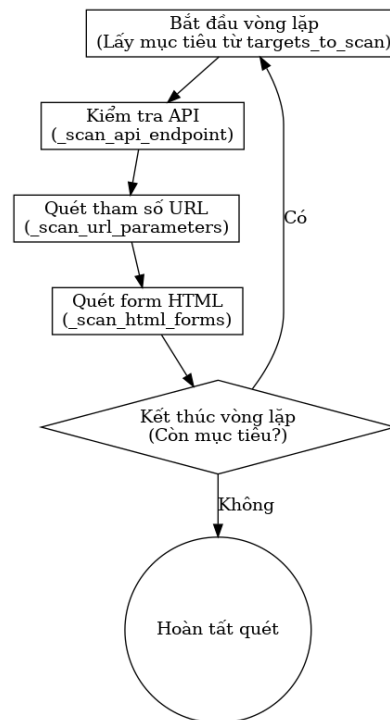 Bắt đầu vòng lặp
(Lấy mục tiêu từ targets_to_scan)
Kiểm tra API
(_scan_api_endpoint)
Quét tham số URL
(_scan_url_parameters)
Có
Quét form HTML
(_scan_html_forms)
Kết thúc vòng lặp
(Còn mục tiêu?)
Không
Hoàn tất quét